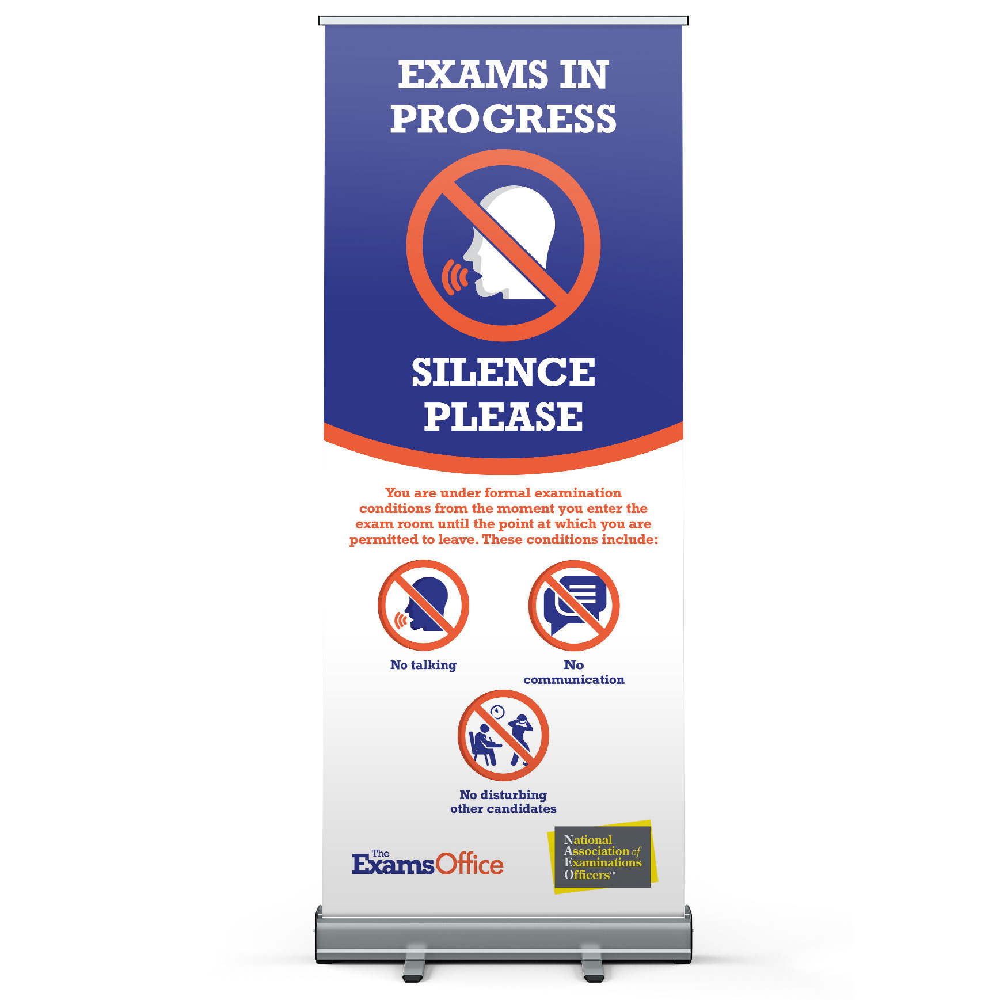 EXAMS IN
PROGRESS
SILENCE
PLEASE
You are under formal examination
conditions from the moment you enter the
exam room until the point at which you are
permitted to leave. These conditions include:
No talking
No
communication
No disturbing
other candidates
The
ExamsOffice
National
Association of
Examinations
Officers CIC